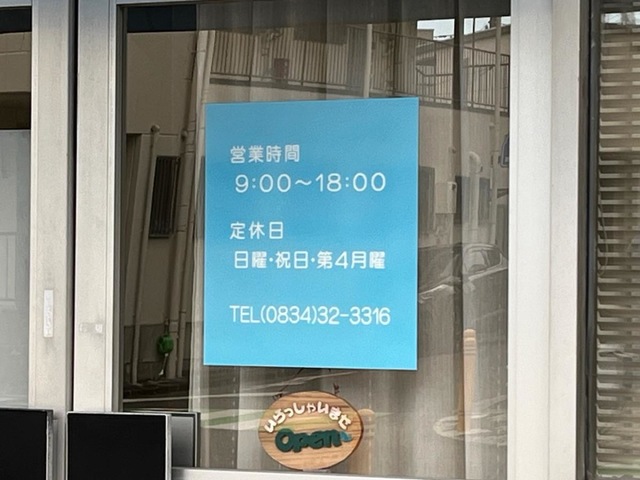 営業時間
9:00～18:00
定休日
日曜・祝日・第4月曜
TEL(0834)32-3316
いらっしゃいませ
Open